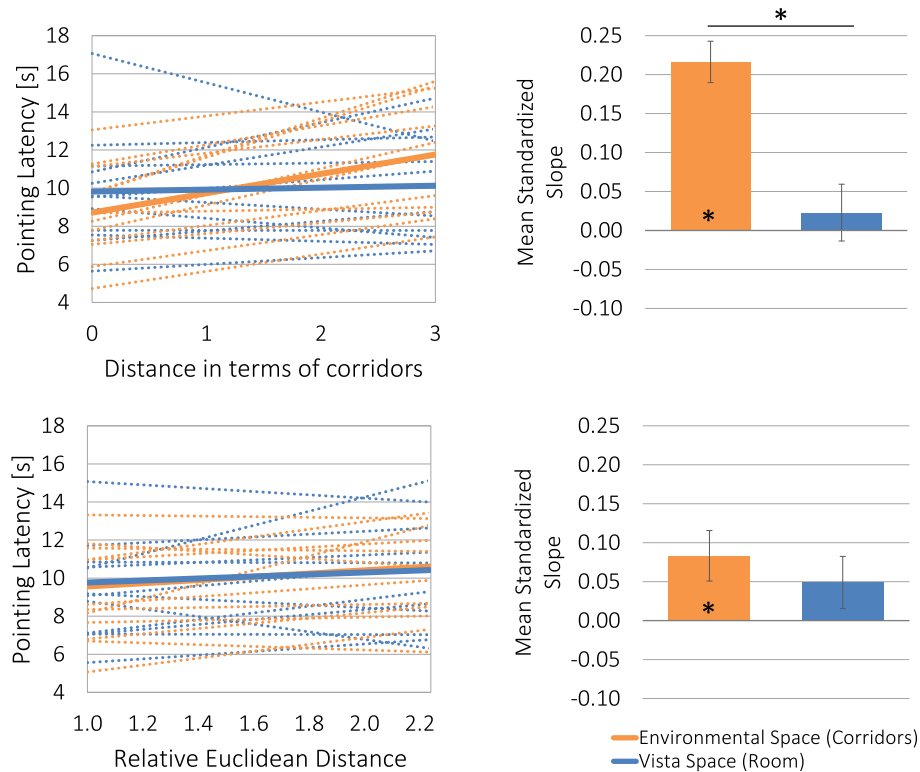 Pointing Latency [s]
18
16
14
12
10
8
6
4
0 1 2 3
Distance in terms of corridors
Mean Standardized
Slope
*
0.25
0.20
0.15
0.10
0.05
0.00
-0.05
-0.10
*
Pointing Latency [s]
18
16
14
12
10
8
6
4
1.0 1.2 1.4 1.6 1.8 2.0 2.2
Relative Euclidean Distance
Mean Standardized
Slope
0.25
0.20
0.15
0.10
0.05
0.00
-0.05
-0.10
*
Environmental Space (Corridors)
Vista Space (Room)